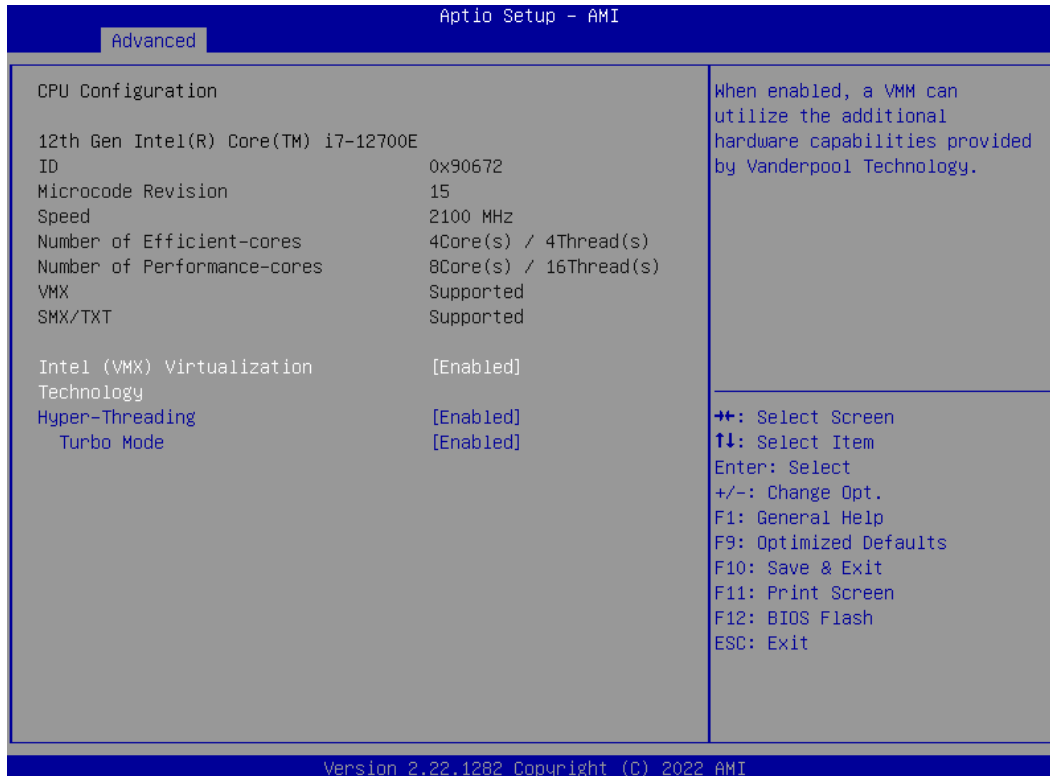 Aptio Setup - AMI
Advanced
CPU Configuration
12th Gen Intel(R) Core(TM) i7-12700E
ID 0x90672
Microcode Revision 15
Speed 2100 MHz
Number of Efficient-cores 4Core(s) / 4Thread(s)
Number of Performance-cores 8Core(s) / 16Thread(s)
VMX Supported
SMX/TXT Supported
Intel (VMX) Virtualization [Enabled]
Technology
Hyper-Threading [Enabled]
Turbo Mode [Enabled]
When enabled, a VMM can
utilize the additional
hardware capabilities provided
by Vanderpool Technology.
→←: Select Screen
↑↓: Select Item
Enter: Select
+/-: Change Opt.
F1: General Help
F9: Optimized Defaults
F10: Save & Exit
F11: Print Screen
F12: BIOS Flash
ESC: Exit
Version 2.22.1282 Copyright (C) 2022 AMI